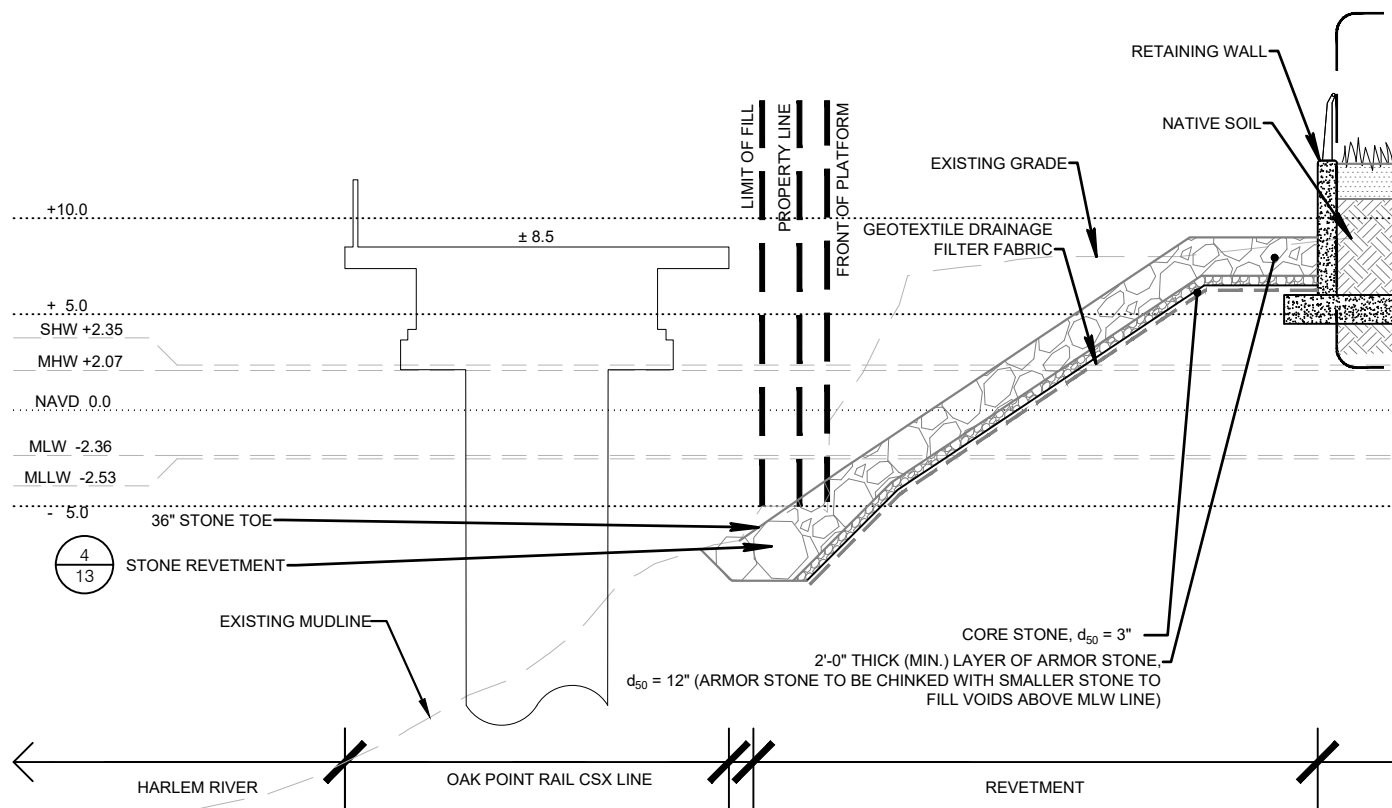 RETAINING WALL
NATIVE SOIL
EXISTING GRADE
LIMIT OF FILL
PROPERTY LINE
FRONT OF PLATFORM
GEOTEXTILE DRAINAGE
FILTER FABRIC
+10.0
± 8.5
+ 5.0
SHW +2.35
MHW +2.07
NAVD 0.0
MLW -2.36
MLLW -2.53
- 5.0
36" STONE TOE
4
13
STONE REVETMENT
EXISTING MUDLINE
CORE STONE, d50 = 3"
2'-0" THICK (MIN.) LAYER OF ARMOR STONE,
d50 = 12" (ARMOR STONE TO BE CHINKED WITH SMALLER STONE TO
FILL VOIDS ABOVE MLW LINE)
HARLEM RIVER
OAK POINT RAIL CSX LINE
REVETMENT